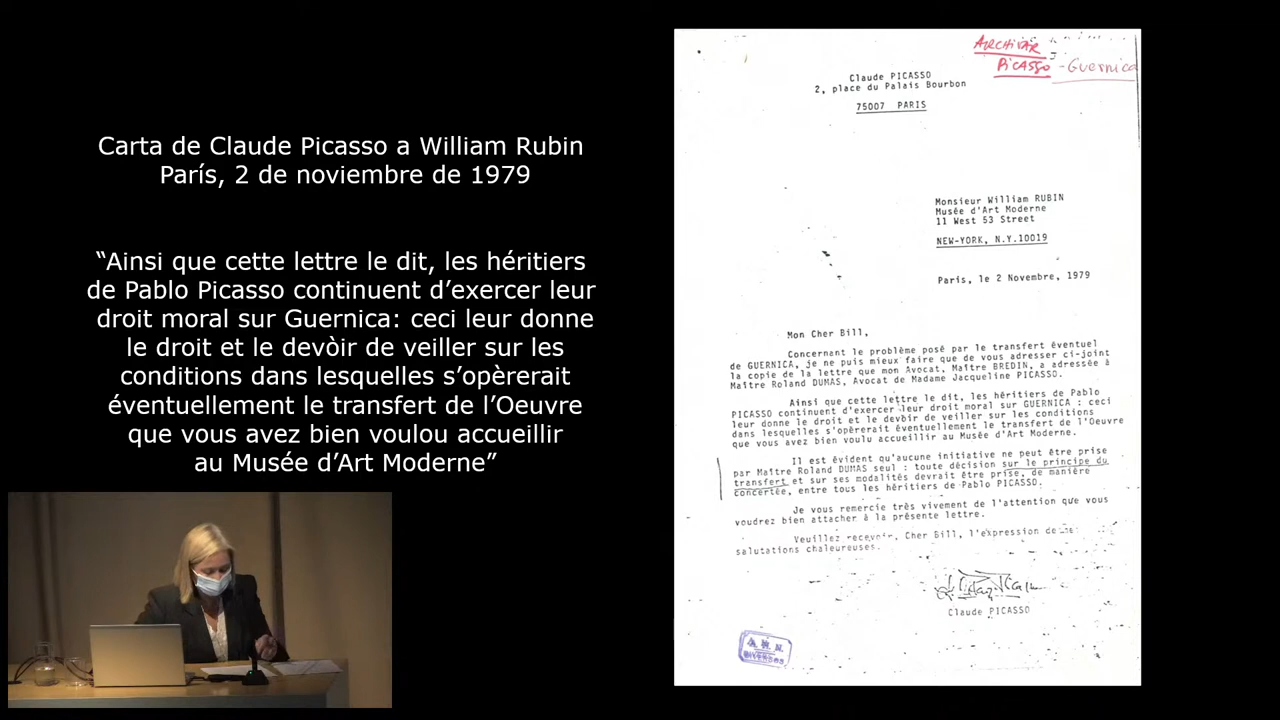 Carta de Claude Picasso a William Rubin
París, 2 de noviembre de 1979
“Ainsi que cette lettre le dit, les héritiers
de Pablo Picasso continuent d’exercer leur
droit moral sur Guernica: ceci leur donne
le droit et le devòir de veiller sur les
conditions dans lesquelles s’opèrerait
éventuellement le transfert de l’Oeuvre
que vous avez bien voulou accueillir
au Musée d’Art Moderne”
ARCHIVAR
PICASSO - Guernica
Claude PICASSO
2, place du Palais Bourbon
75007 PARIS
Monsieur William RUBIN
Musée d'Art Moderne
11 West 53 Street
NEW-YORK, N.Y.10019
Paris, le 2 Novembre, 1979
Mon Cher Bill,
Concernant le problème posé par le transfert éventuel
de GUERNICA, je ne puis mieux faire que de vous adresser ci-joint
la copie de la lettre que mon Avocat, Maître BREDIN, a adressée à
Maître Roland DUMAS, Avocat de Madame Jacqueline PICASSO.
Ainsi que cette lettre le dit, les héritiers de Pablo
PICASSO continuent d'exercer leur droit moral sur GUERNICA : ceci
leur donne le droit et le devoir de veiller sur les conditions
dans lesquelles s'opèrerait éventuellement le transfert de l'Oeuvre
que vous avez bien voulu accueillir au Musée d'Art Moderne.
Il est évident qu'aucune initiative ne peut être prise
par Maître Roland DUMAS seul : toute décision sur le principe du
transfert et sur ses modalités devrait être prise, de manière
concertée, entre tous les héritiers de Pablo PICASSO.
Je vous remercie très vivement de l'attention que vous
voudrez bien attacher à la présente lettre.
Veuillez recevoir, Cher Bill, l'expression de
salutations chaleureuses.
Claude PICASSO